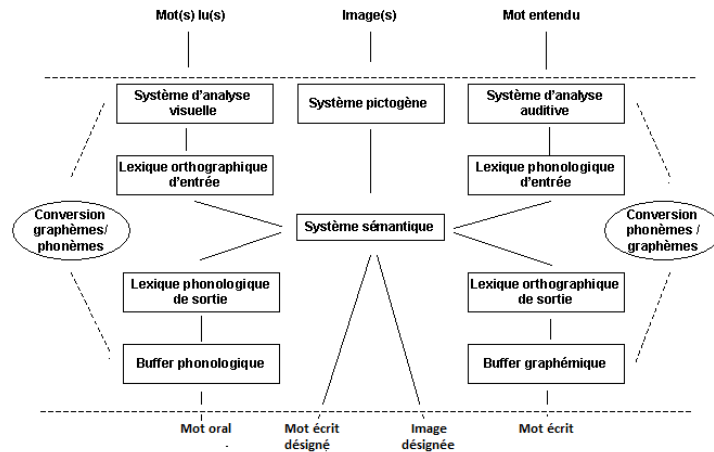 Mot(s) lu(s)
Image(s)
Mot entendu
Système d'analyse
visuelle
Système pictogène
Système d'analyse
auditive
Lexique orthographique
d'entrée
Lexique phonologique
d'entrée
Conversion
graphèmes/
phonèmes
Système sémantique
Conversion
phonèmes /
graphèmes
Lexique phonologique
de sortie
Lexique orthographique
de sortie
Buffer phonologique
Buffer graphémique
Mot oral
Mot écrit
désigné
Image
désignée
Mot écrit